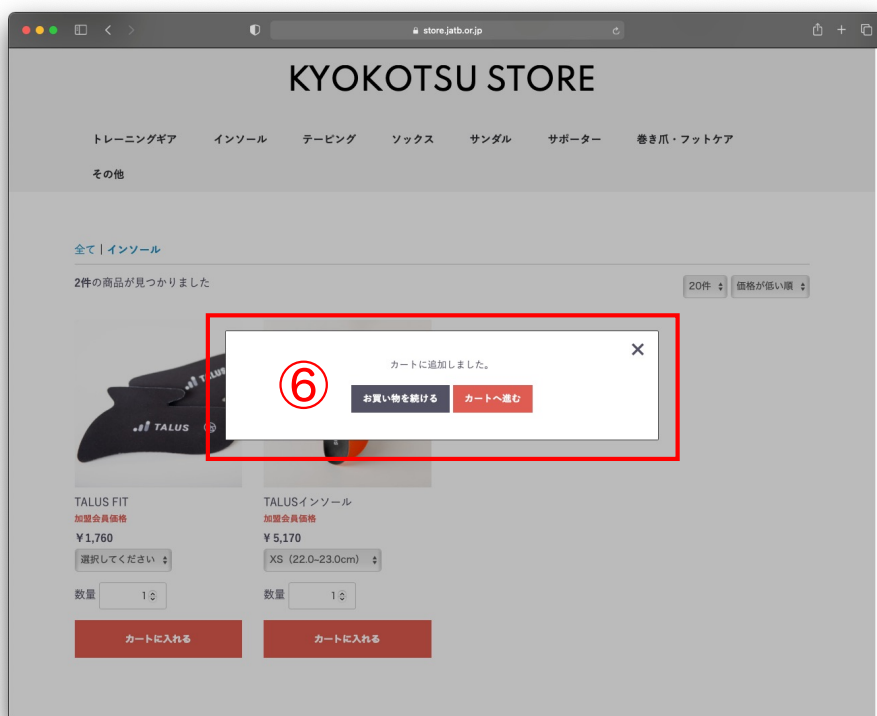 store.jatb.or.jp
KYOKOTSU STORE
トレーニングギア インソール テーピング ソックス サンダル サポーター 巻き爪・フットケア
その他
全て | インソール
2件の商品が見つかりました
20件 価格が低い順
カートに追加しました。
⑥
お買い物を続ける カートへ進む
TALUS
TALUS
TALUS FIT
加盟会員価格
¥1,760
選択してください
数量 1
カートに入れる
TALUSインソール
加盟会員価格
¥ 5,170
XS（22.0~23.0cm）
数量 1
カートに入れる